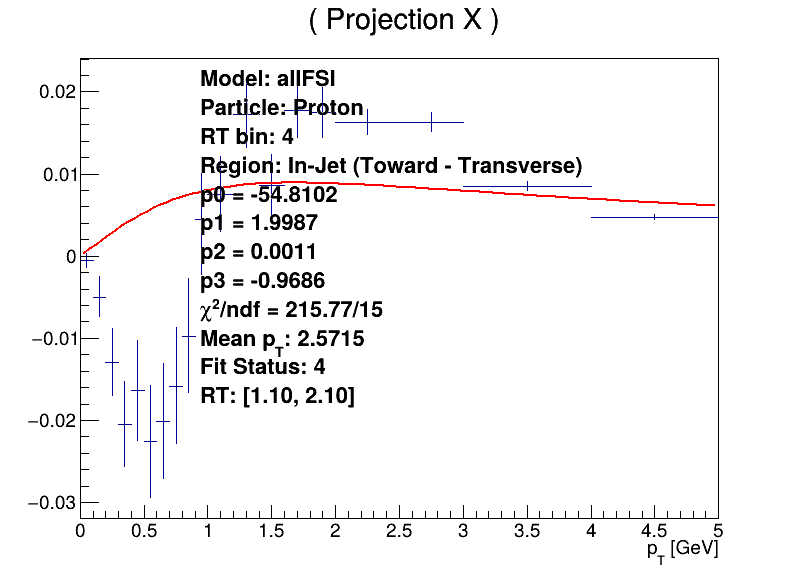 ( Projection X )
0.02
0.01
0
−0.01
−0.02
−0.03
Model: allFSI
Particle: Proton
RT bin: 4
Region: In-Jet (Toward - Transverse)
p0 = -54.8102
p1 = 1.9987
p2 = 0.0011
p3 = -0.9686
χ²/ndf = 215.77/15
Mean p_T: 2.5715
Fit Status: 4
RT: [1.10, 2.10]
0 0.5 1 1.5 2 2.5 3 3.5 4 4.5 5
p_T [GeV]